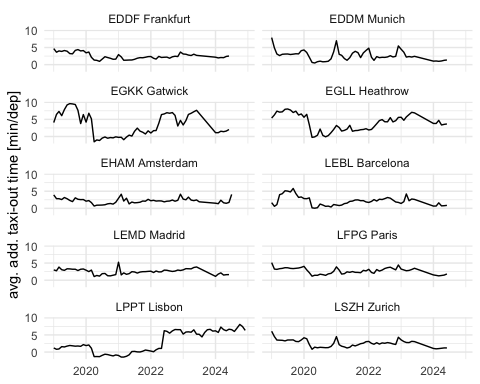 EDDF Frankfurt EDDM Munich
10
5
0
EGKK Gatwick EGLL Heathrow
10
5
0
EHAM Amsterdam LEBL Barcelona
10
5
0
LEMD Madrid LFPG Paris
10
5
0
LPPT Lisbon LSZH Zurich
10
5
0
2020 2022 2024 2020 2022 2024
avg. add. taxi-out time [min/dep]